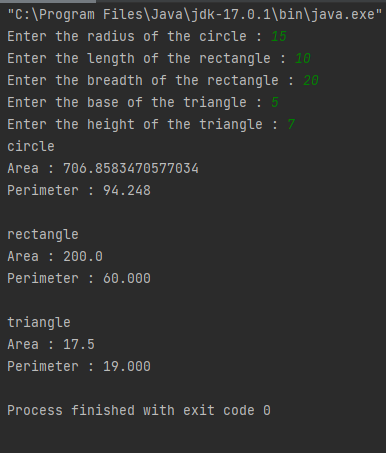 "C:\Program Files\Java\jdk-17.0.1\bin\java.exe"
Enter the radius of the circle : 15
Enter the length of the rectangle : 10
Enter the breadth of the rectangle : 20
Enter the base of the triangle : 5
Enter the height of the triangle : 7
circle
Area : 706.8583470577034
Perimeter : 94.248
rectangle
Area : 200.0
Perimeter : 60.000
triangle
Area : 17.5
Perimeter : 19.000
Process finished with exit code 0